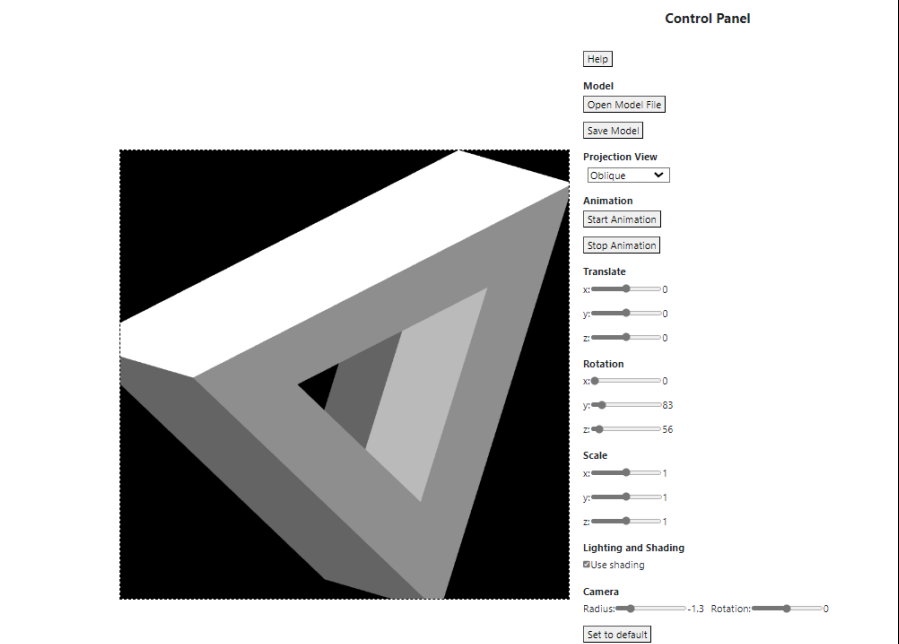 Control Panel
Help
Model
Open Model File
Save Model
Projection View
Oblique
Animation
Start Animation
Stop Animation
Translate
x: 0
y: 0
z: 0
Rotation
x: 0
y: 83
z: 56
Scale
x: 1
y: 1
z: 1
Lighting and Shading
Use shading
Camera
Radius: -1.3 Rotation: 0
Set to default